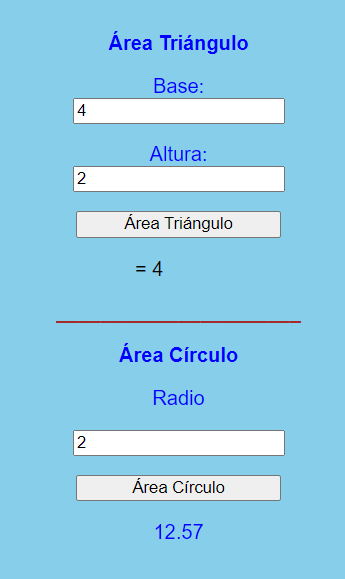 Área Triángulo
Base:
4
Altura:
2
Área Triángulo
= 4
Área Círculo
Radio
2
Área Círculo
12.57